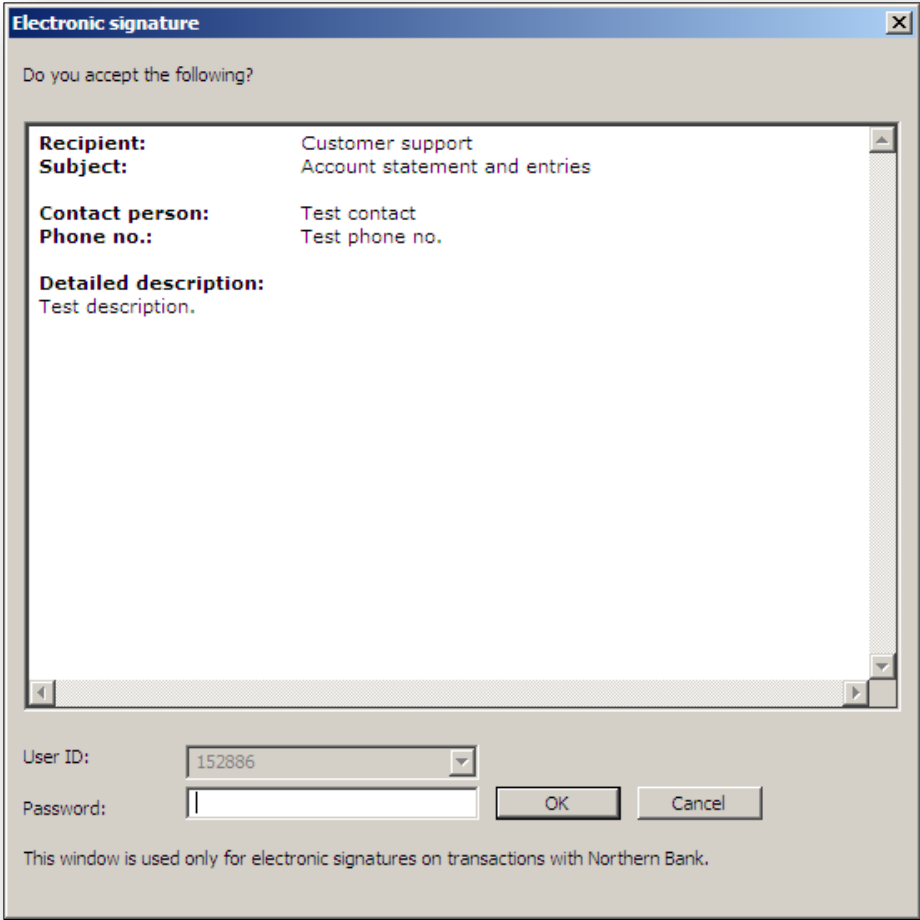 Electronic signature
Do you accept the following?
Recipient: Customer support
Subject: Account statement and entries
Contact person: Test contact
Phone no.: Test phone no.
Detailed description:
Test description.
User ID: 152886
Password: OK Cancel
This window is used only for electronic signatures on transactions with Northern Bank.